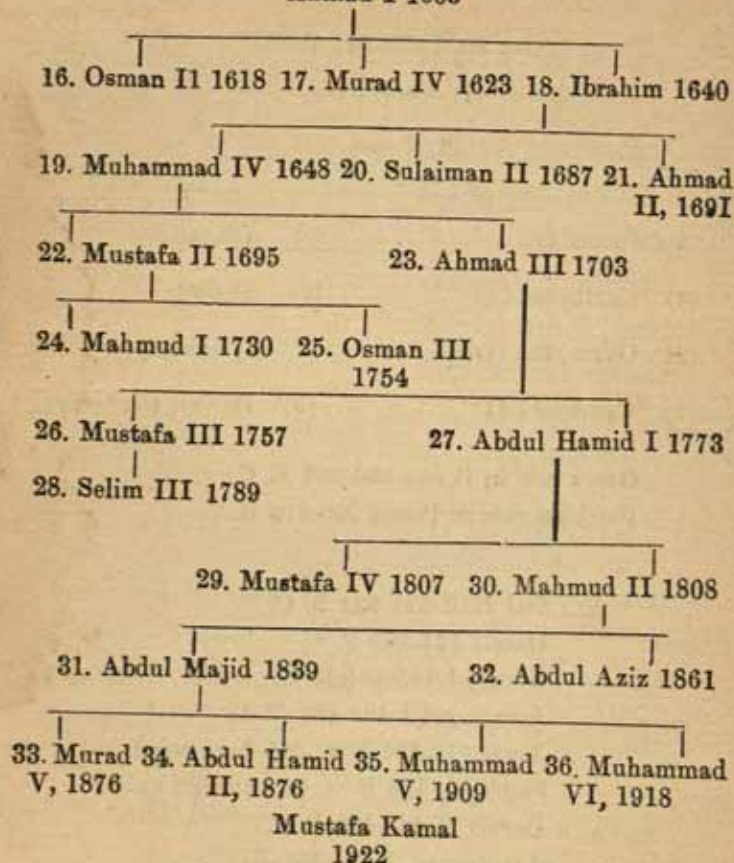 16. Osman I1 1618 17. Murad IV 1623 18. Ibrahim 1640
19. Muhammad IV 1648 20. Sulaiman II 1687 21. Ahmad
II, 169I
22. Mustafa II 1695 23. Ahmad III 1703
24. Mahmud I 1730 25. Osman III
1754
26. Mustafa III 1757 27. Abdul Hamid I 1773
28. Selim III 1789
29. Mustafa IV 1807 30. Mahmud II 1808
31. Abdul Majid 1839 32. Abdul Aziz 1861
33. Murad 34. Abdul Hamid 35. Muhammad 36. Muhammad
V, 1876 II, 1876 V, 1909 VI, 1918
Mustafa Kamal
1922